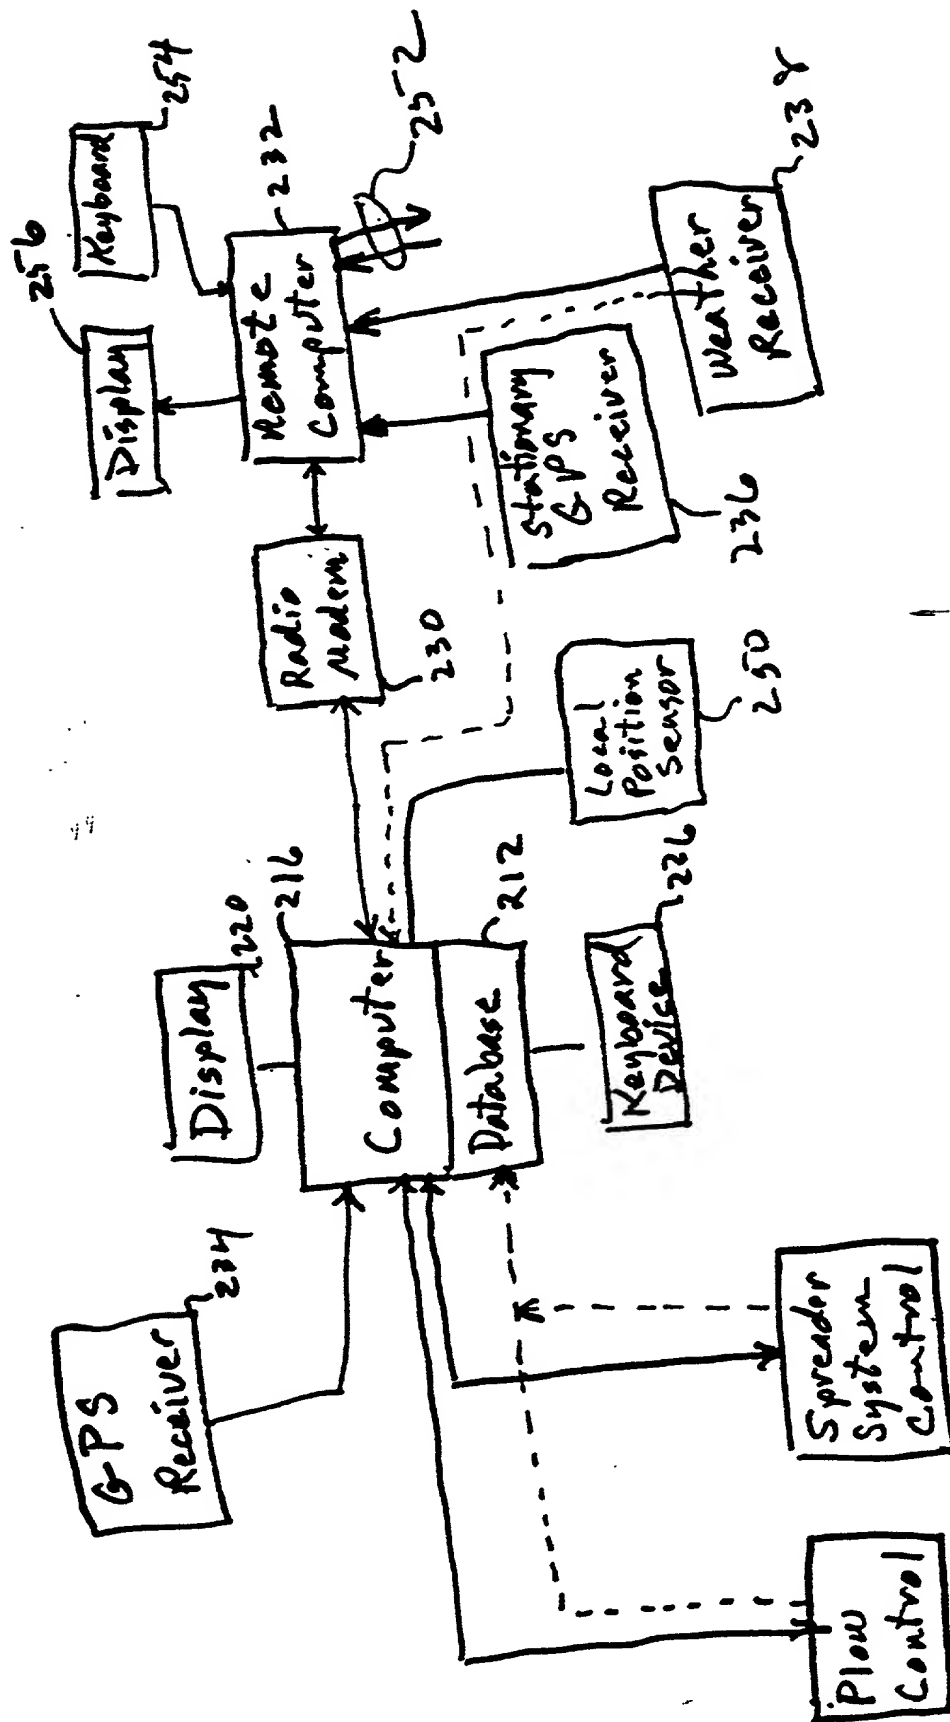 GPS
Receiver
234
Display
220
Computer
216
Database
212
Keyboard
Device
226
Plow
Control
Spreader
System
Control
Radio
Modem
230
Local
Position
Sensor
250
Display
256
Keyboard
254
Remote
Computer
232
252
Stationary
GPS
Receiver
236
Weather
Receiver
238